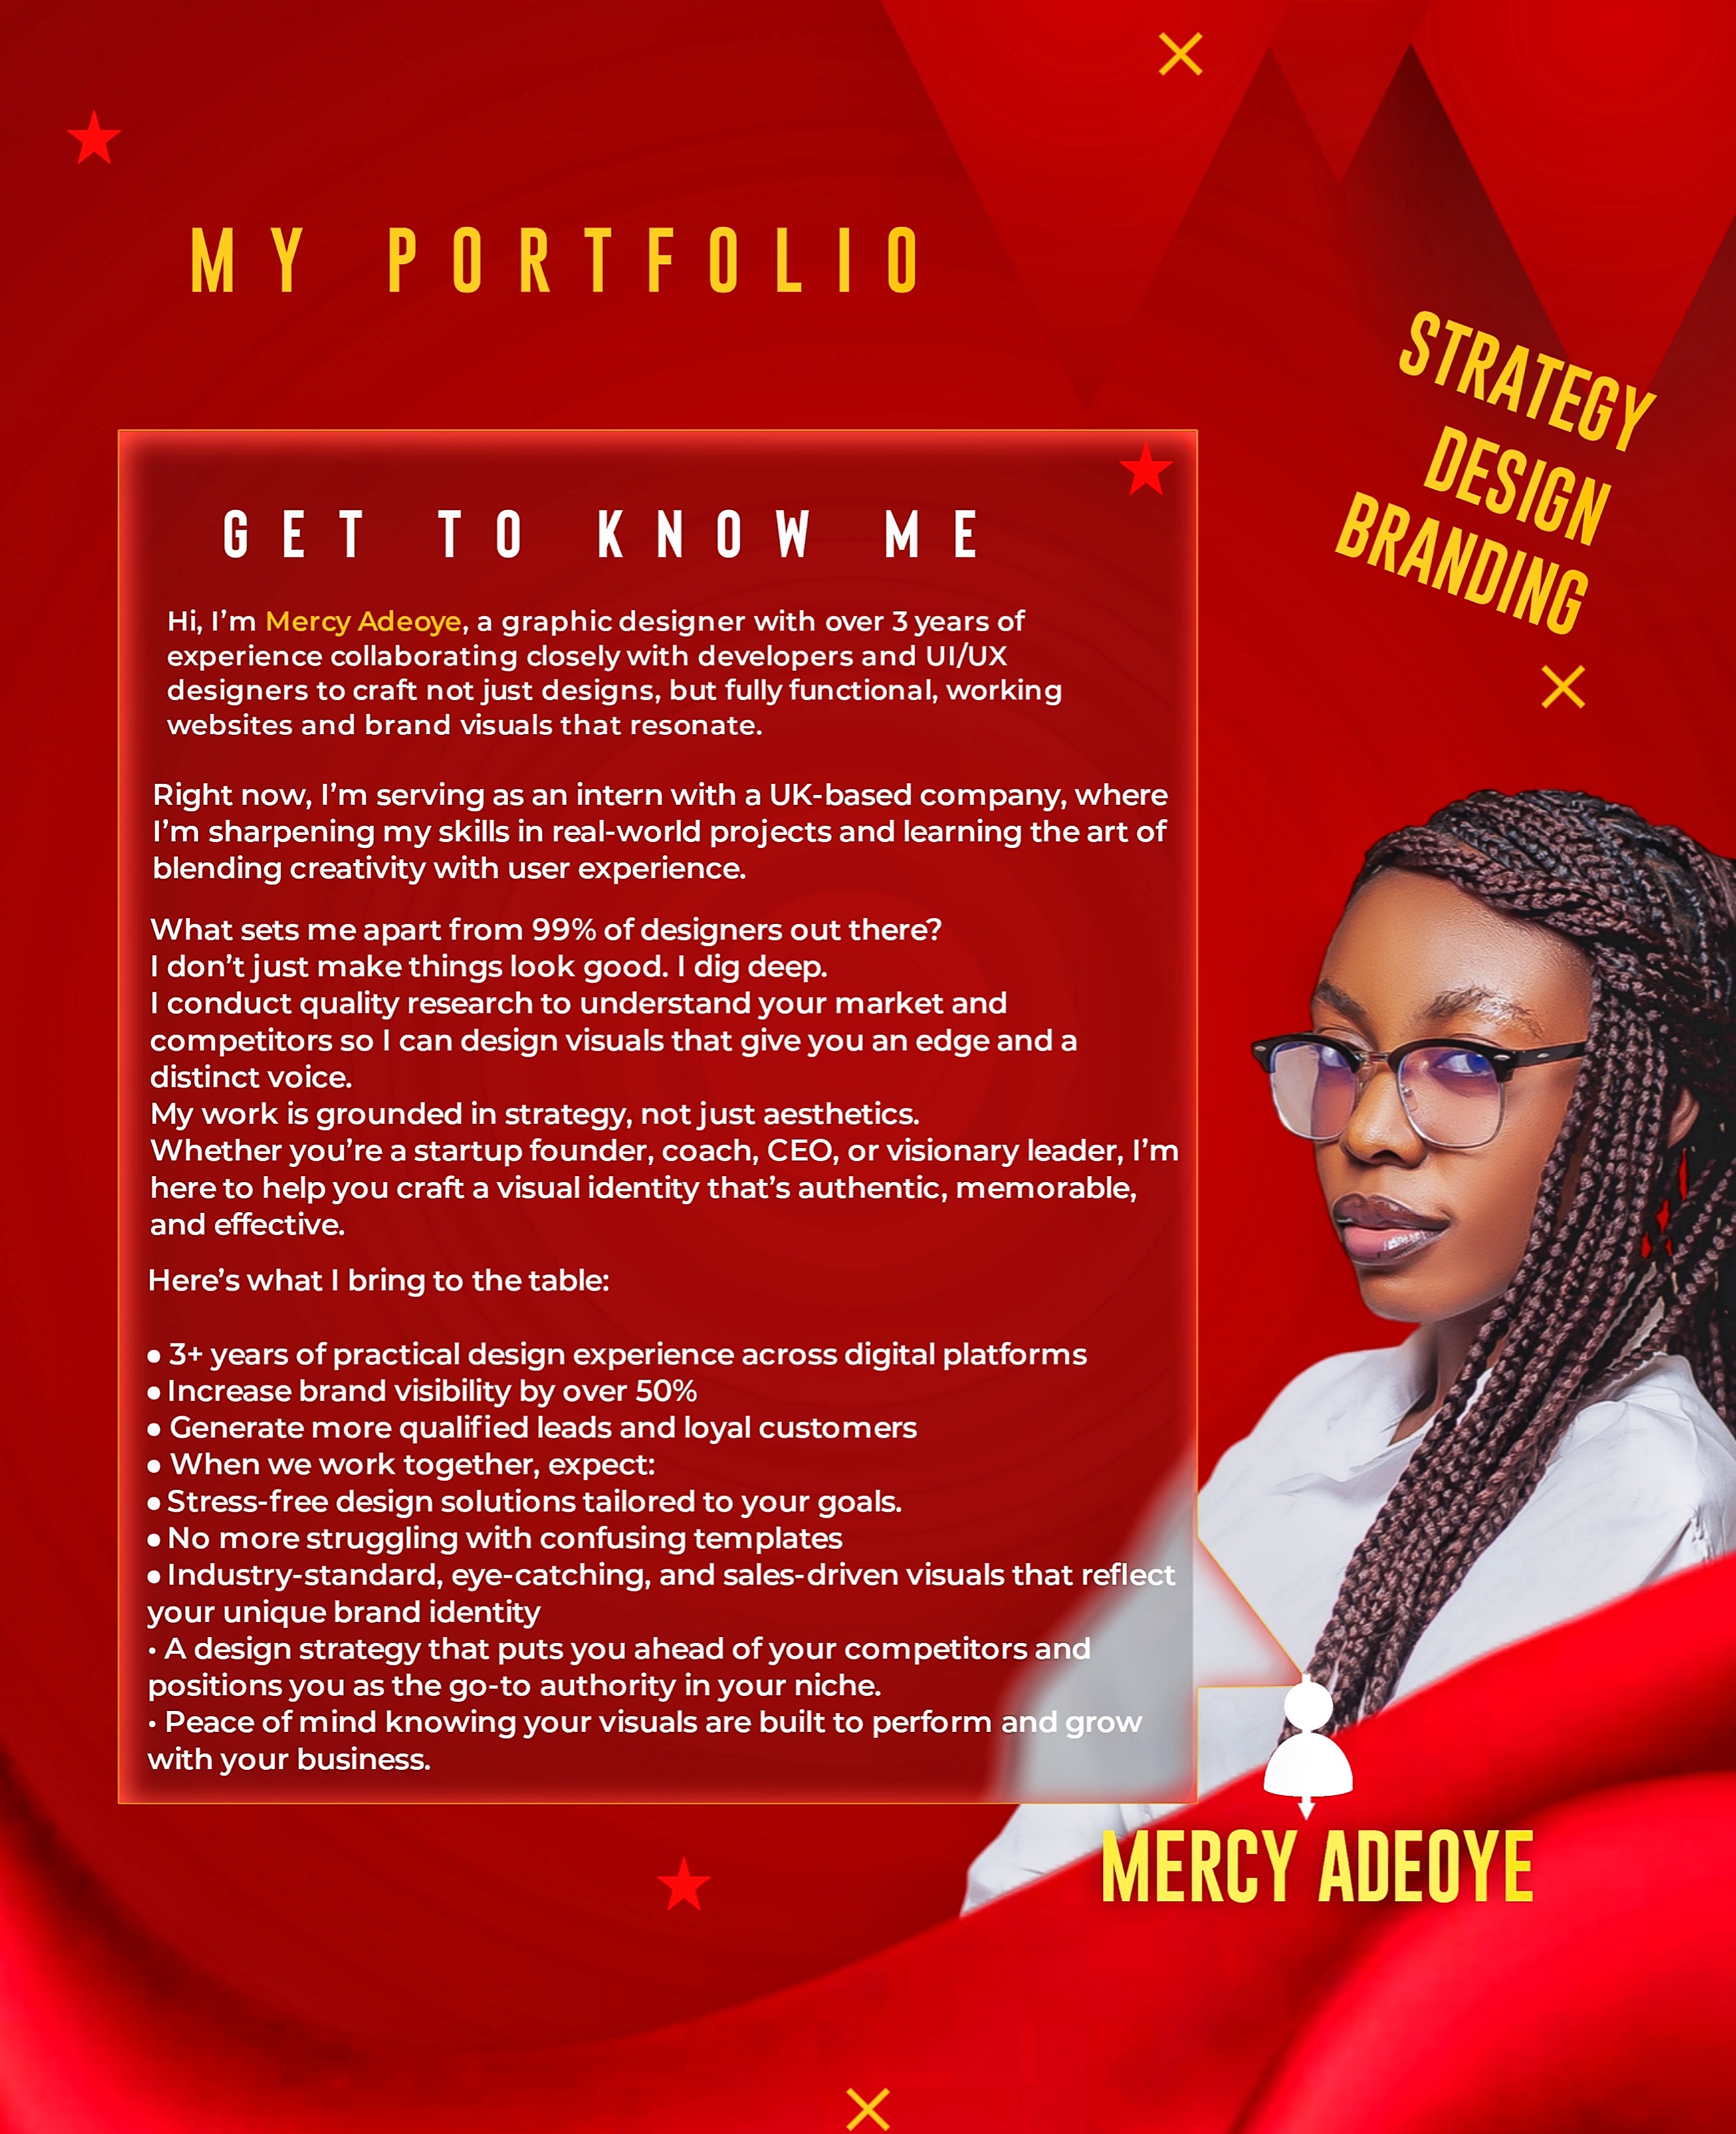 MY PORTFOLIO
STRATEGY
DESIGN
BRANDING
GET TO KNOW ME
Hi, I’m Mercy Adeoye, a graphic designer with over 3 years of
experience collaborating closely with developers and UI/UX
designers to craft not just designs, but fully functional, working
websites and brand visuals that resonate.
Right now, I’m serving as an intern with a UK-based company, where
I’m sharpening my skills in real-world projects and learning the art of
blending creativity with user experience.
What sets me apart from 99% of designers out there?
I don’t just make things look good. I dig deep.
I conduct quality research to understand your market and
competitors so I can design visuals that give you an edge and a
distinct voice.
My work is grounded in strategy, not just aesthetics.
Whether you’re a startup founder, coach, CEO, or visionary leader, I’m
here to help you craft a visual identity that’s authentic, memorable,
and effective.
Here’s what I bring to the table:
• 3+ years of practical design experience across digital platforms
• Increase brand visibility by over 50%
• Generate more qualified leads and loyal customers
• When we work together, expect:
• Stress-free design solutions tailored to your goals.
• No more struggling with confusing templates
• Industry-standard, eye-catching, and sales-driven visuals that reflect
your unique brand identity
• A design strategy that puts you ahead of your competitors and
positions you as the go-to authority in your niche.
• Peace of mind knowing your visuals are built to perform and grow
with your business.
MERCY ADEOYE